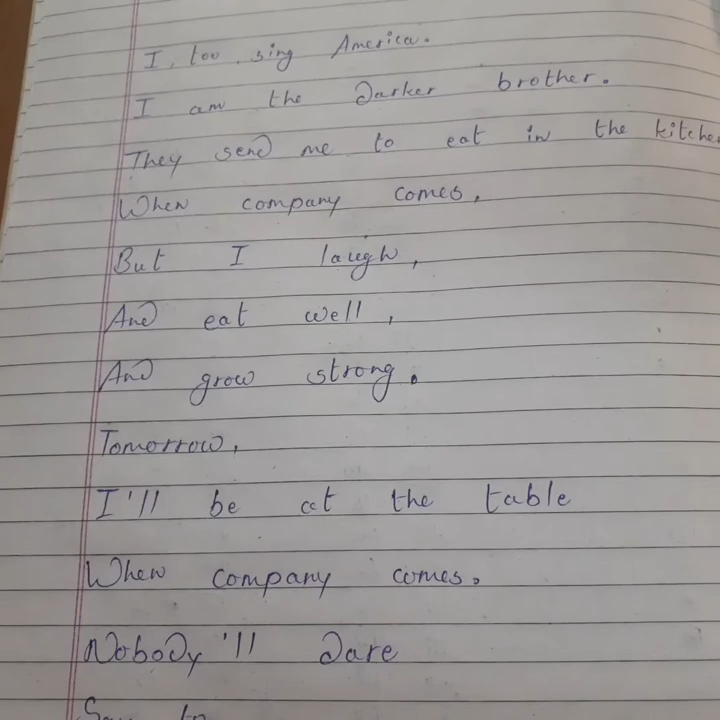 I, too, sing America.
I am the darker brother.
They send me to eat in the kitche
When company comes,
But I laugh,
And eat well,
And grow strong.
Tomorrow,
I'll be at the table
When company comes.
Nobody'll dare